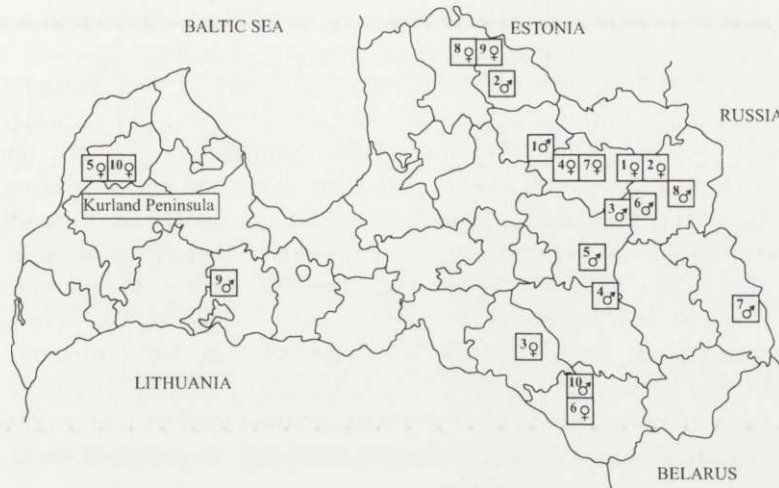 BALTIC SEA
ESTONIA
8♀ 9♀
2♂
RUSSIA
1♂
5♀ 10♀
4♀ 7♀
1♀ 2♀
8♂
Kurland Peninsula
3♂ 6♂
5♂
9♂
4♂
7♂
3♀
LITHUANIA
10♂
6♀
BELARUS